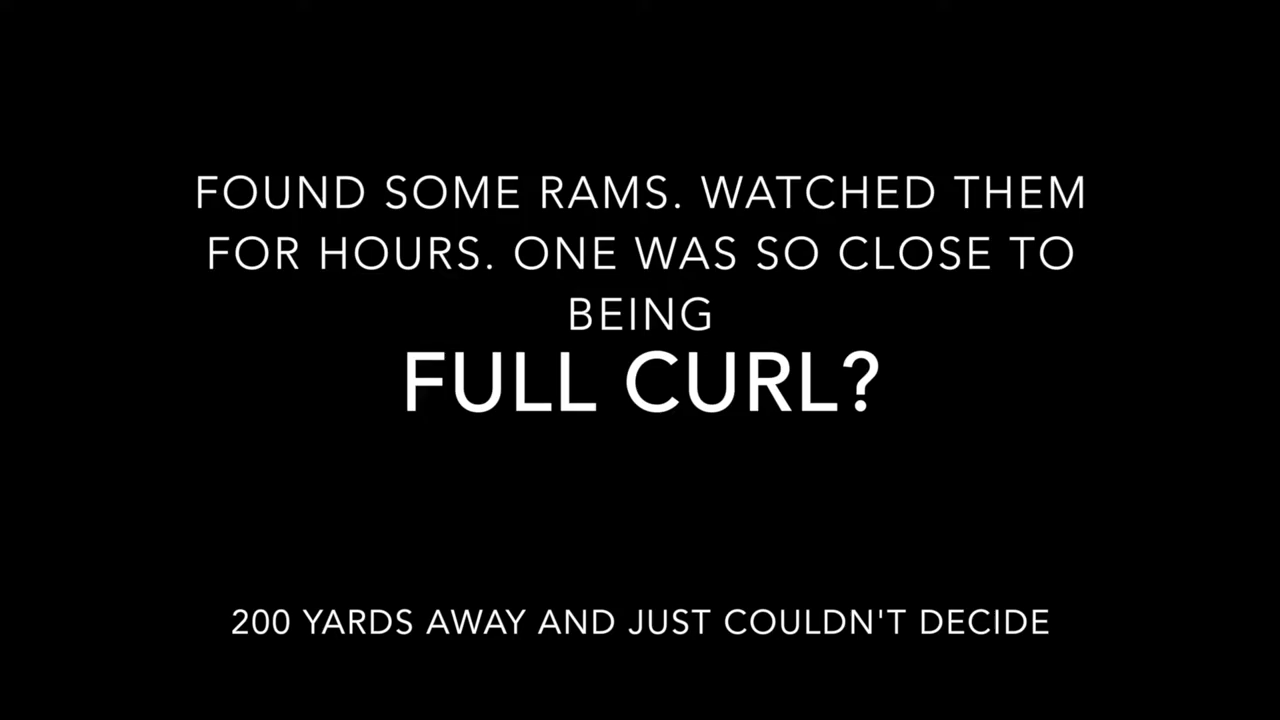 FOUND SOME RAMS. WATCHED THEM
FOR HOURS. ONE WAS SO CLOSE TO
BEING
FULL CURL?
200 YARDS AWAY AND JUST COULDN'T DECIDE